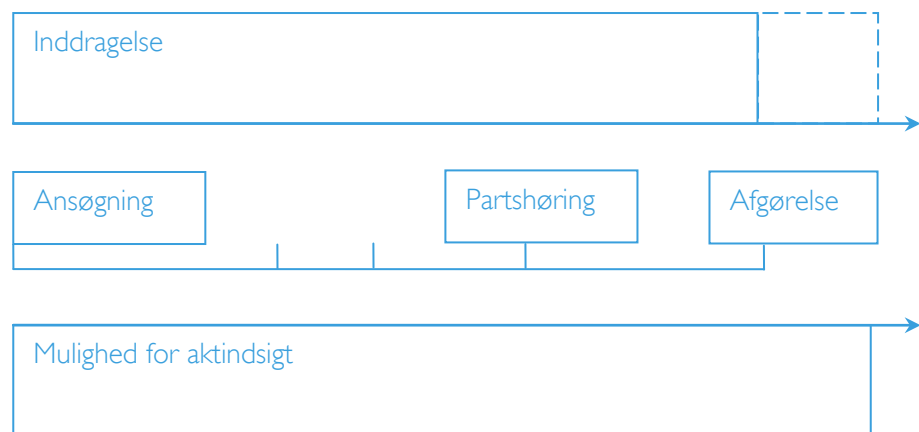 Inddragelse
Ansøgning
Partshøring
Afgørelse
Mulighed for aktindsigt